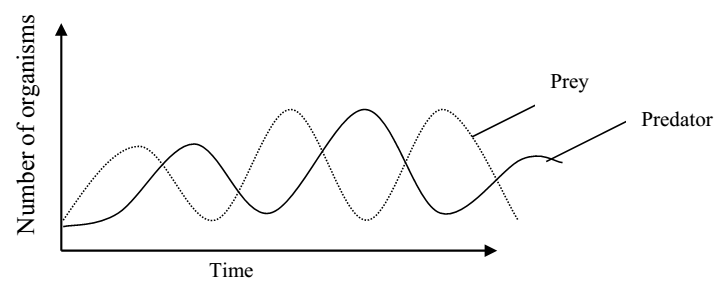 Number of organisms
Prey
Predator
Time